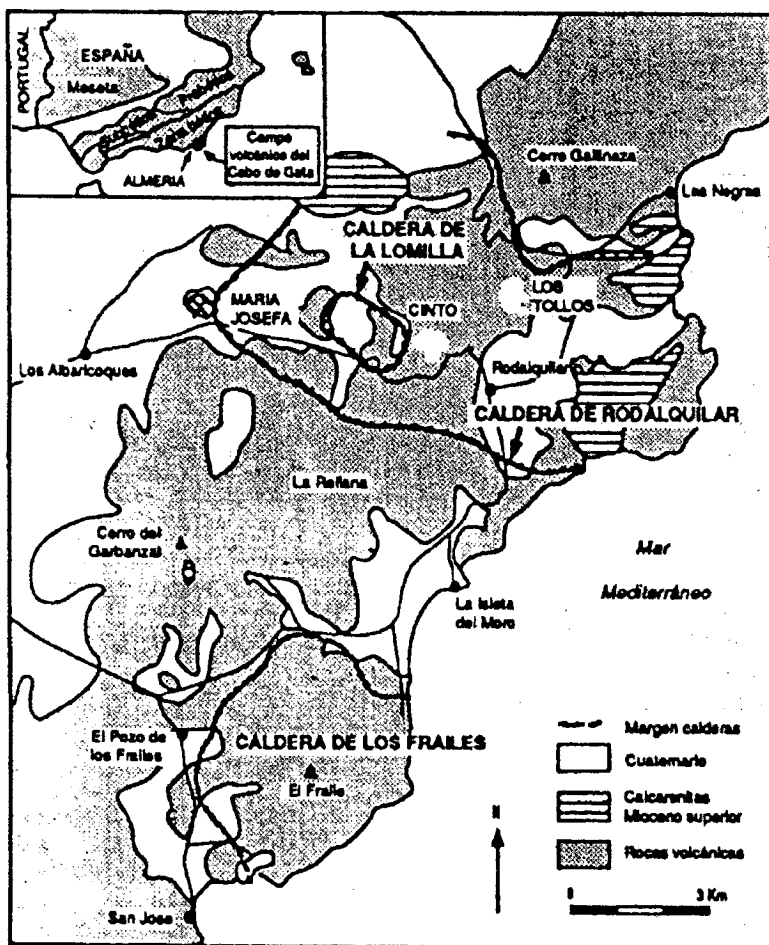 PORTUGAL
ESPAÑA
Meseta
Campo
volcánico del
Cabo de Gata
ALMERIA
Cerro Gallinaza
Las Negras
CALDERA DE
LA LOMILLA
MARIA
JOSEFA
CINTO
LOS
TOLLOS
Los Albaricoques
Rodalquilar
CALDERA DE RODALQUILAR
La Rellana
Cerro del
Garbanzal
Mar
Mediterráneo
La Isleta
del Moro
El Pozo de
los Frailes
CALDERA DE LOS FRAILES
El Fraile
San Jose
Margen calderas
Cuaternario
Calcarenitas
Mioceno superior
Rocas volcánicas
N
0 3 Km